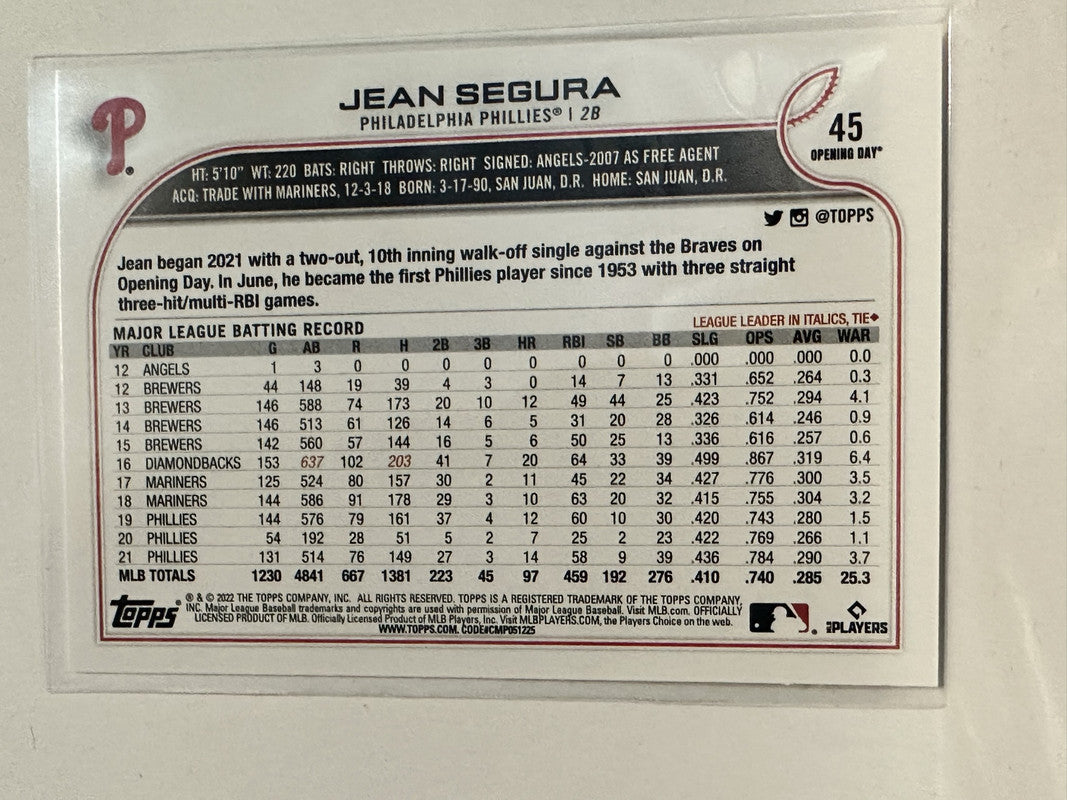 P
JEAN SEGURA
PHILADELPHIA PHILLIES® | 2B
45
OPENING DAY®
HT: 5'10" WT: 220 BATS: RIGHT THROWS: RIGHT SIGNED: ANGELS-2007 AS FREE AGENT
ACQ: TRADE WITH MARINERS, 12-3-18 BORN: 3-17-90, SAN JUAN, D.R. HOME: SAN JUAN, D.R.
@TOPPS
Jean began 2021 with a two-out, 10th inning walk-off single against the Braves on
Opening Day. In June, he became the first Phillies player since 1953 with three straight
three-hit/multi-RBI games.
MAJOR LEAGUE BATTING RECORD LEAGUE LEADER IN ITALICS, TIE◆
YR CLUB G AB R H 2B 3B HR RBI SB BB SLG OPS AVG WAR
12 ANGELS 1 3 0 0 0 0 0 0 0 0 .000 .000 .000 0.0
12 BREWERS 44 148 19 39 4 3 0 14 7 13 .331 .652 .264 0.3
13 BREWERS 146 588 74 173 20 10 12 49 44 25 .423 .752 .294 4.1
14 BREWERS 146 513 61 126 14 6 5 31 20 28 .326 .614 .246 0.9
15 BREWERS 142 560 57 144 16 5 6 50 25 13 .336 .616 .257 0.6
16 DIAMONDBACKS 153 637 102 203 41 7 20 64 33 39 .499 .867 .319 6.4
17 MARINERS 125 524 80 157 30 2 11 45 22 34 .427 .776 .300 3.5
18 MARINERS 144 586 91 178 29 3 10 63 20 32 .415 .755 .304 3.2
19 PHILLIES 144 576 79 161 37 4 12 60 10 30 .420 .743 .280 1.5
20 PHILLIES 54 192 28 51 5 2 7 25 2 23 .422 .769 .266 1.1
21 PHILLIES 131 514 76 149 27 3 14 58 9 39 .436 .784 .290 3.7
MLB TOTALS 1230 4841 667 1381 223 45 97 459 192 276 .410 .740 .285 25.3
topps®
® & © 2022 THE TOPPS COMPANY, INC. ALL RIGHTS RESERVED. TOPPS IS A REGISTERED TRADEMARK OF THE TOPPS COMPANY,
INC. Major League Baseball trademarks and copyrights are used with permission of Major League Baseball. Visit MLB.com. OFFICIALLY
LICENSED PRODUCT OF MLB. Officially Licensed Product of MLB Players, Inc. Visit MLBPLAYERS.COM, the Players Choice on the web.
WWW.TOPPS.COM. CODE#CMP051225
MLB PLAYERS